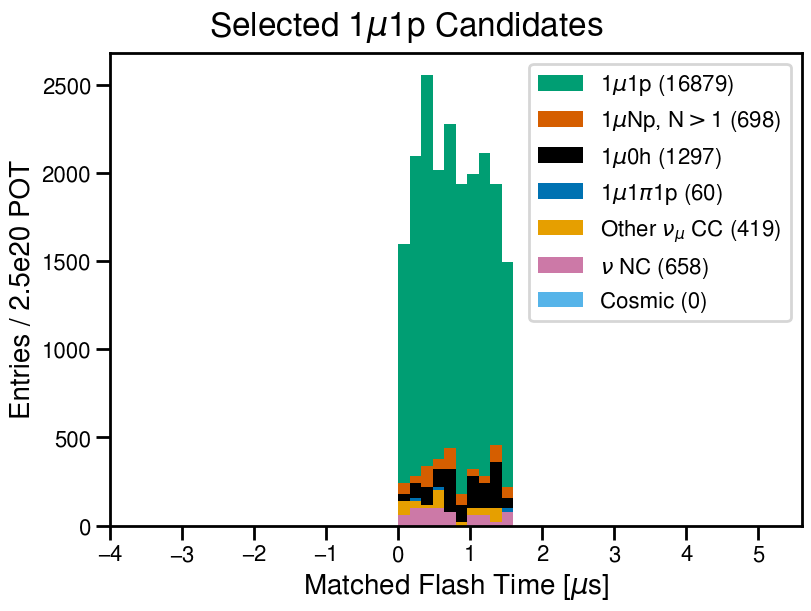 Selected 1μ1p Candidates
Entries / 2.5e20 POT
2500
2000
1500
1000
500
0
1μ1p (16879)
1μNp, N > 1 (698)
1μ0h (1297)
1μ1π1p (60)
Other νμ CC (419)
ν NC (658)
Cosmic (0)
−4 −3 −2 −1 0 1 2 3 4 5
Matched Flash Time [μs]